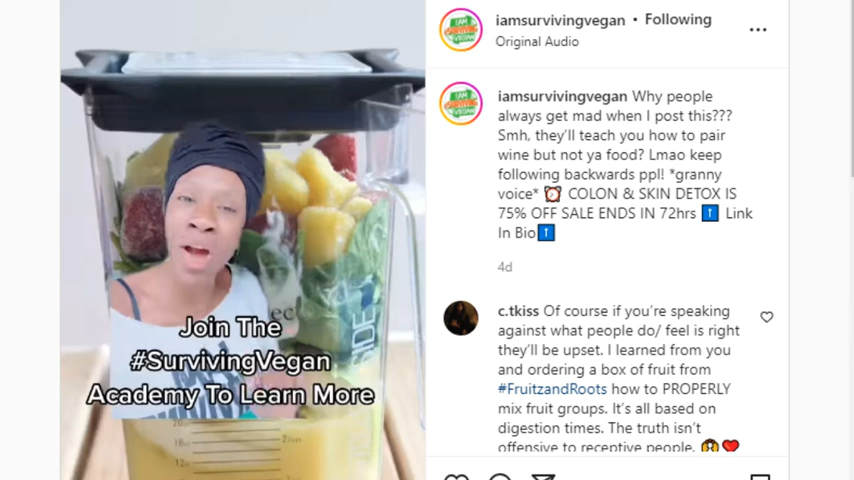 iamsurvivingvegan • Following
Original Audio
iamsurvivingvegan Why people
always get mad when I post this???
Smh, they'll teach you how to pair
wine but not ya food? Lmao keep
following backwards ppl! *granny
voice* ⏰ COLON & SKIN DETOX IS
75% OFF SALE ENDS IN 72hrs ⬆️ Link
In Bio⬆️
4d
c.tkiss Of course if you're speaking
against what people do/ feel is right
they'll be upset. I learned from you
and ordering a box of fruit from
#FruitzandRoots how to PROPERLY
mix fruit groups. It's all based on
digestion times. The truth isn't
offensive to receptive people.
Join The
#SurvivingVegan
Academy To Learn More
I AM
SURVIVING
VEGAN